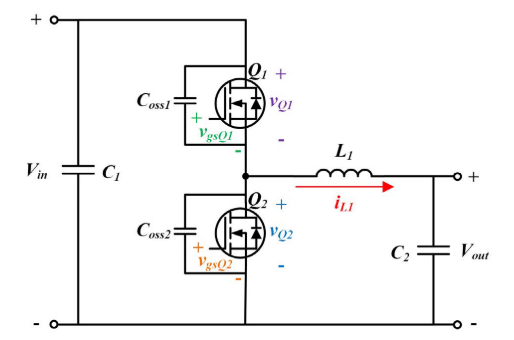 +
Q1 +
Coss1
vQ1
+
vgsQ1
-
-
L1
Vin
C1
+
iL1
Q2 +
Coss2
vQ2
+
vgsQ2
-
-
C2
Vout
-
-